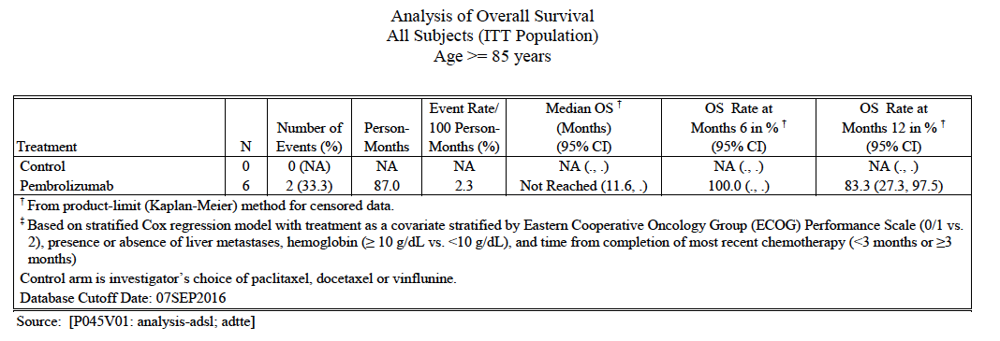 Analysis of Overall Survival
All Subjects (ITT Population)
Age >= 85 years
Treatment N Number of Events (%) Person-Months Event Rate/ 100 Person-Months (%) Median OS † (Months) (95% CI) OS Rate at Months 6 in % † (95% CI) OS Rate at Months 12 in % † (95% CI)
Control 0 0 (NA) NA NA NA (., .) NA (., .) NA (., .)
Pembrolizumab 6 2 (33.3) 87.0 2.3 Not Reached (11.6, .) 100.0 (., .) 83.3 (27.3, 97.5)
† From product-limit (Kaplan-Meier) method for censored data.
‡ Based on stratified Cox regression model with treatment as a covariate stratified by Eastern Cooperative Oncology Group (ECOG) Performance Scale (0/1 vs.
2), presence or absence of liver metastases, hemoglobin (≥ 10 g/dL vs. <10 g/dL), and time from completion of most recent chemotherapy (<3 months or ≥3
months)
Control arm is investigator's choice of paclitaxel, docetaxel or vinflunine.
Database Cutoff Date: 07SEP2016
Source: [P045V01: analysis-adsl; adtte]